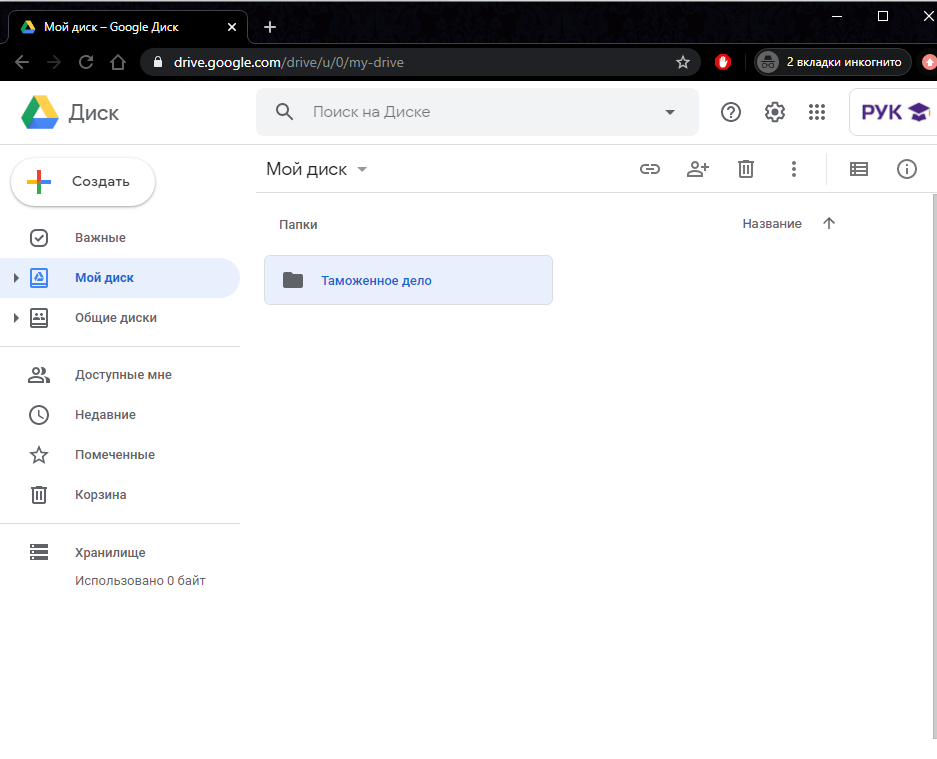 Мой диск – Google Диск
drive.google.com/drive/u/0/my-drive
2 вкладки инкогнито
Диск
Поиск на Диске
РУК
Создать
Мой диск
Папки
Название
Важные
Мой диск
Таможенное дело
Общие диски
Доступные мне
Недавние
Помеченные
Корзина
Хранилище
Использовано 0 байт